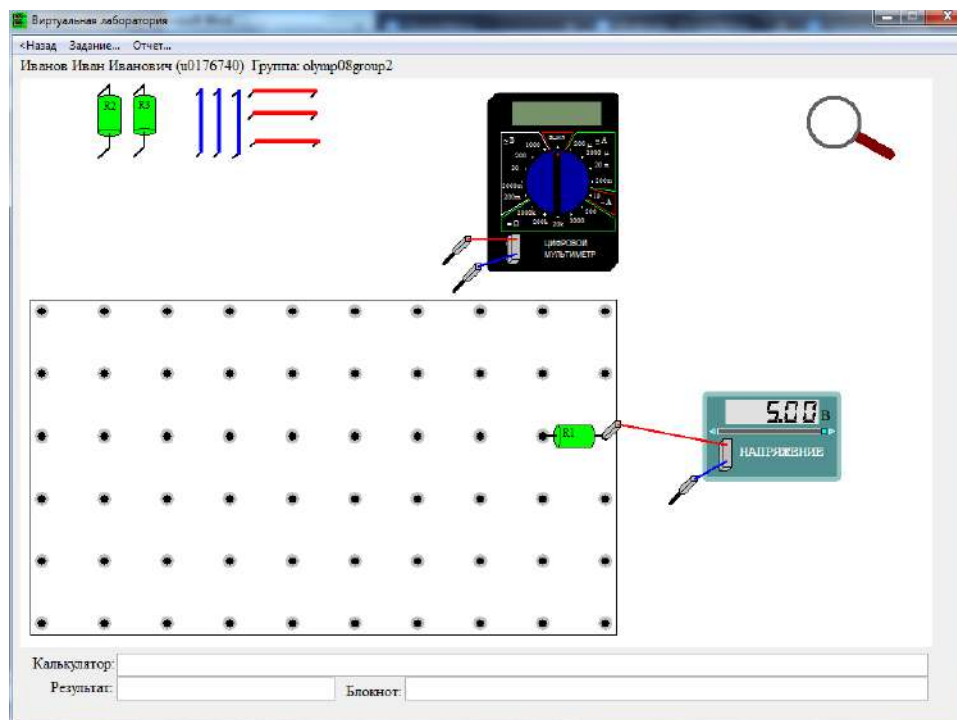 Виртуальная лаборатория
<Назад Задание... Отчет...
Иванов Иван Иванович (u0176740) Группа: olymp08group2
R2 R3
ЦИФРОВОЙ
МУЛЬТИМЕТР
R1
5.00 В
НАПРЯЖЕНИЕ
Калькулятор:
Результат:
Блокнот: